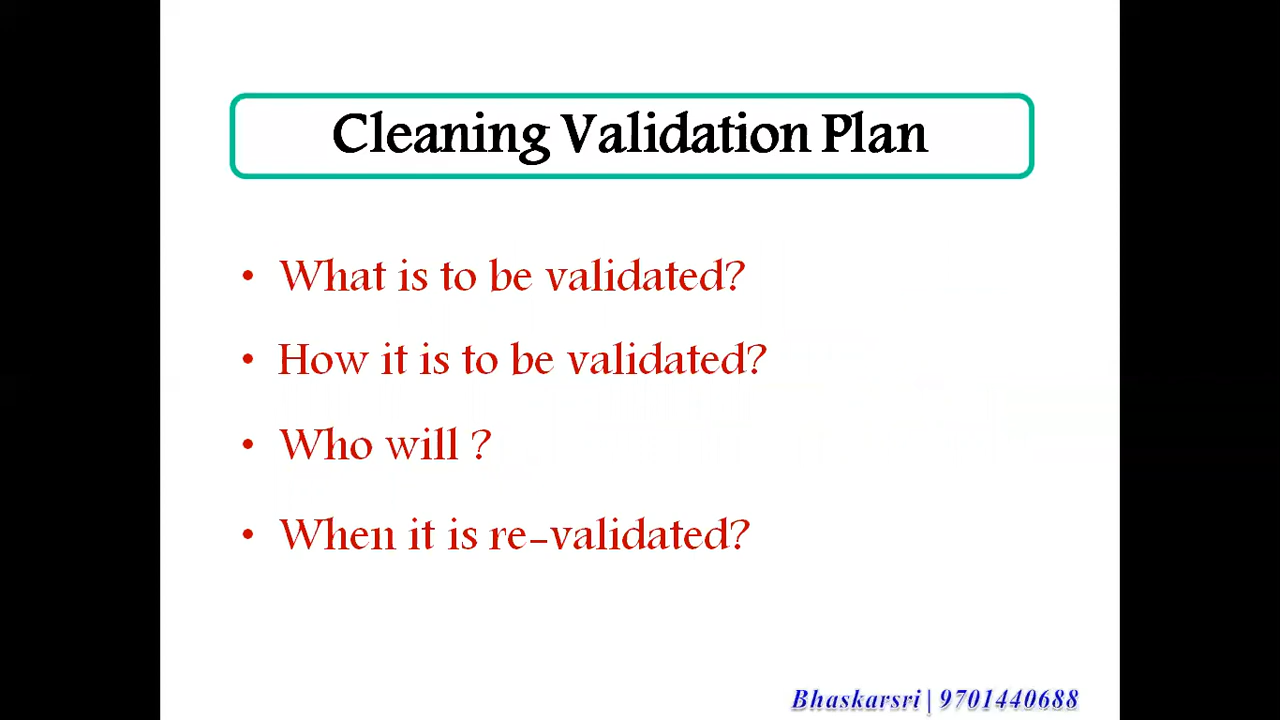 Cleaning Validation Plan
• What is to be validated?
• How it is to be validated?
• Who will ?
• When it is re-validated?
Bhaskarsri | 9701440688